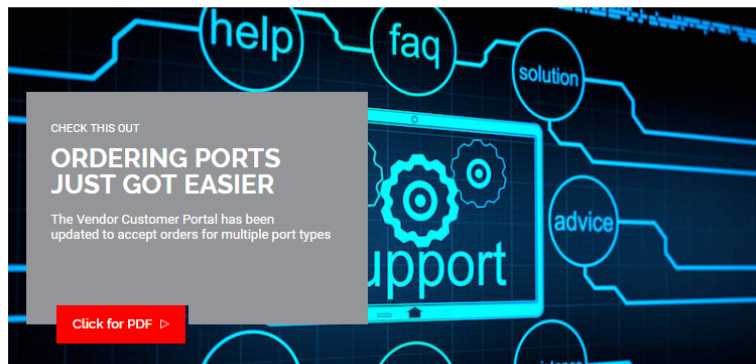 help
faq
solution
CHECK THIS OUT
ORDERING PORTS
JUST GOT EASIER
The Vendor Customer Portal has been
updated to accept orders for multiple port types
advice
upport
Click for PDF